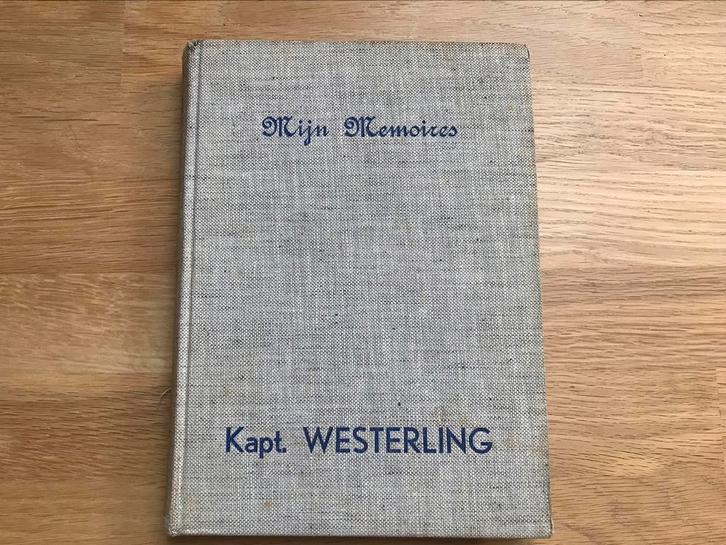 Mijn Memoires
Kapt. WESTERLING